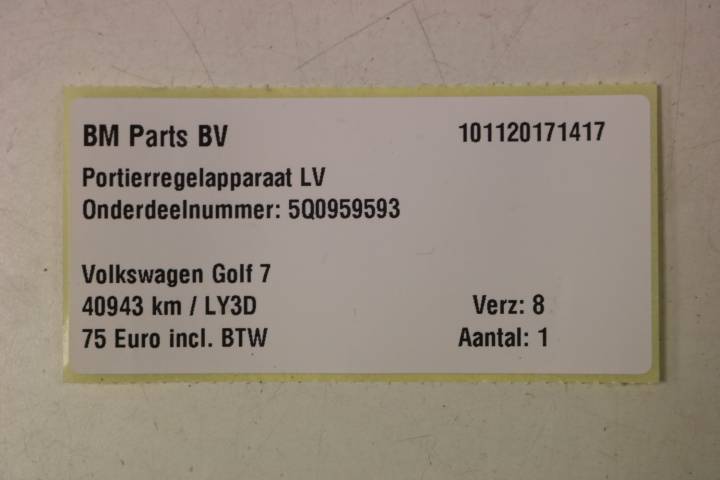 BM Parts BV 101120171417
Portierregelapparaat LV
Onderdeelnummer: 5Q0959593
Volkswagen Golf 7
40943 km / LY3D Verz: 8
75 Euro incl. BTW Aantal: 1